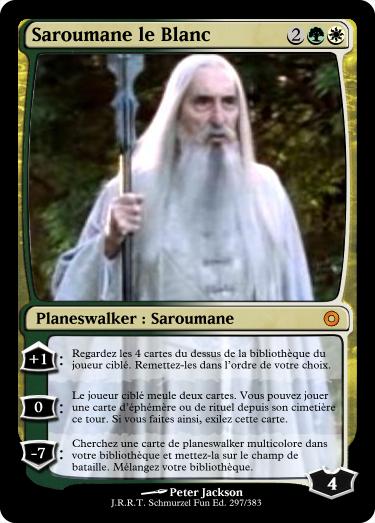 Saroumane le Blanc 2
Planeswalker : Saroumane
+1 : Regardez les 4 cartes du dessus de la bibliothèque du
joueur ciblé. Remettez-les dans l'ordre de votre choix.
0 : Le joueur ciblé meule deux cartes. Vous pouvez jouer
une carte d'éphémère ou de rituel depuis son cimetière
ce tour. Si vous faites ainsi, exilez cette carte.
-7 : Cherchez une carte de planeswalker multicolore dans
votre bibliothèque et mettez-la sur le champ de
bataille. Mélangez votre bibliothèque.
4
Peter Jackson
J.R.R.T. Schmurzel Fun Ed. 297/383